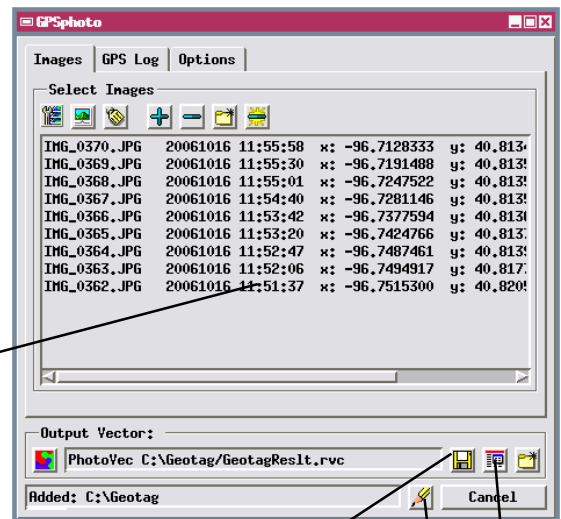 GPSphoto
Images GPS Log Options
Select Images
IMG_0370.JPG 20061016 11:55:58 x: -96.7128333 y: 40.813
IMG_0369.JPG 20061016 11:55:30 x: -96.7191488 y: 40.813
IMG_0368.JPG 20061016 11:55:01 x: -96.7247522 y: 40.813
IMG_0367.JPG 20061016 11:54:40 x: -96.7281146 y: 40.813
IMG_0366.JPG 20061016 11:53:42 x: -96.7377594 y: 40.813
IMG_0365.JPG 20061016 11:53:20 x: -96.7424766 y: 40.813
IMG_0364.JPG 20061016 11:52:47 x: -96.7487461 y: 40.813
IMG_0363.JPG 20061016 11:52:06 x: -96.7494917 y: 40.817
IMG_0362.JPG 20061016 11:51:37 x: -96.7515300 y: 40.820
Output Vector:
PhotoVec C:\Geotag/GeotagReslt.rvc
Added: C:\Geotag Cancel